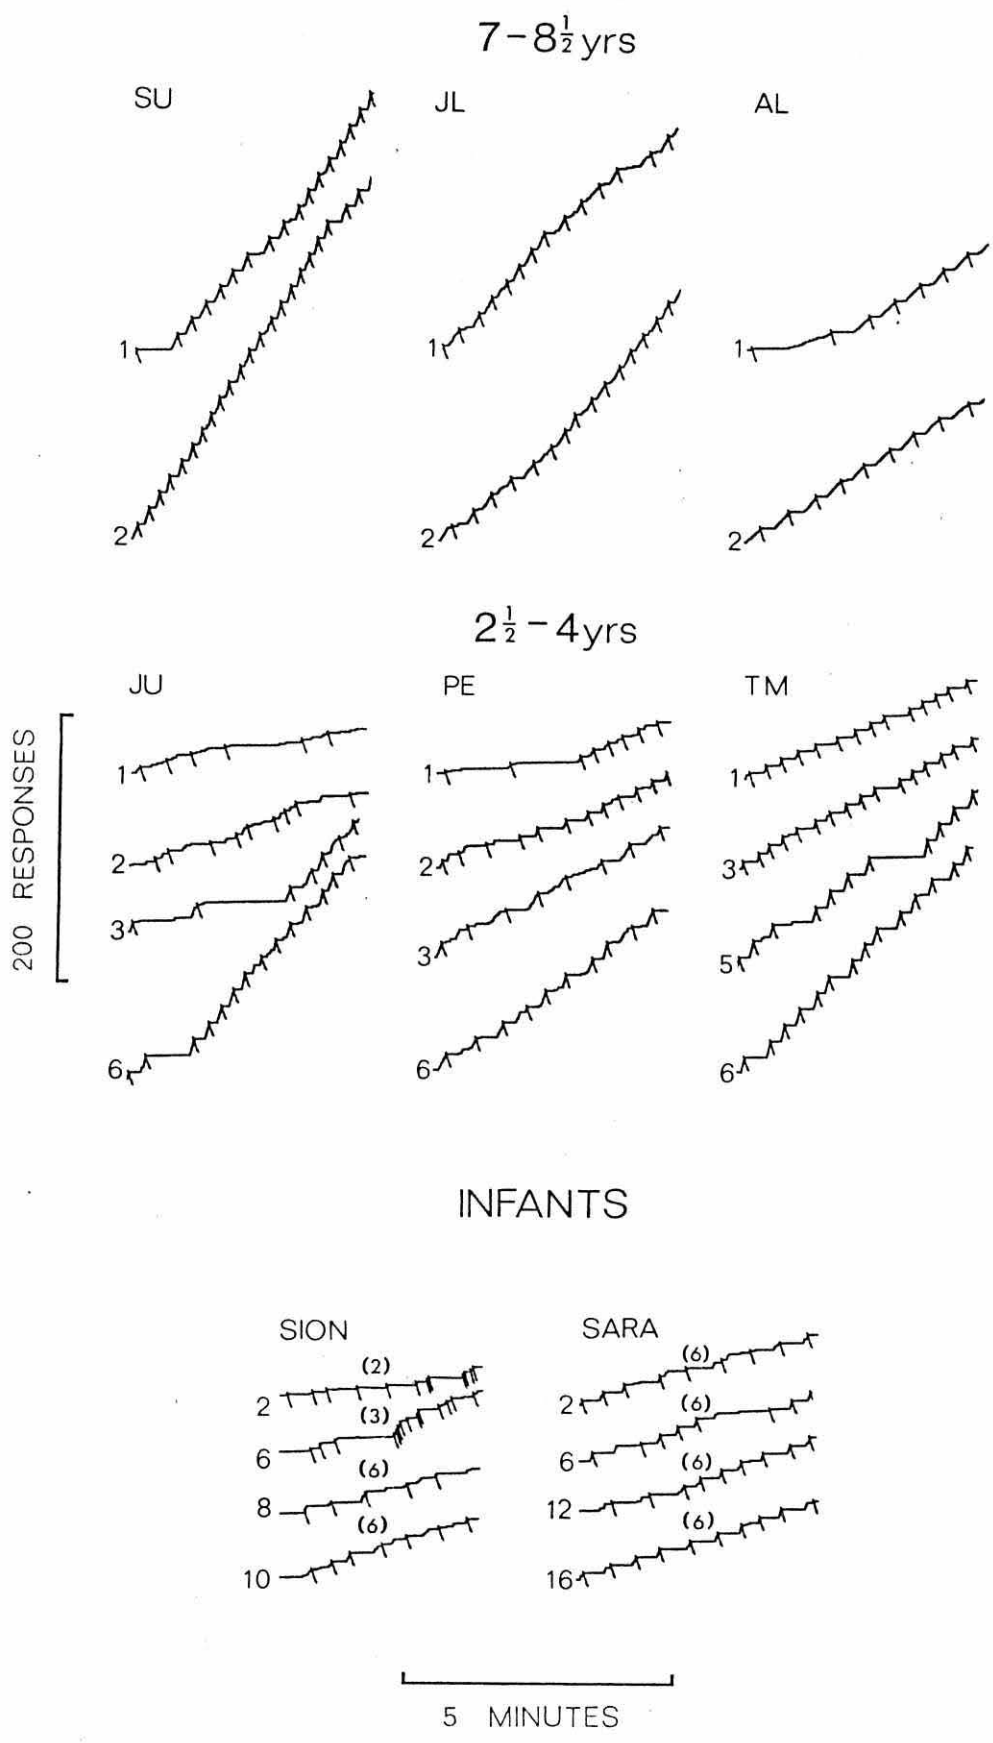 7-8½yrs
SU JL AL
1 1 1
2 2 2
2½-4yrs
JU PE TM
200 RESPONSES
1 1 1
2 2 3
3 3 5
6 6 6
INFANTS
SION SARA
2 (2) 2 (6)
6 (3) 6 (6)
8 (6) 12 (6)
10 (6) 16 (6)
5 MINUTES